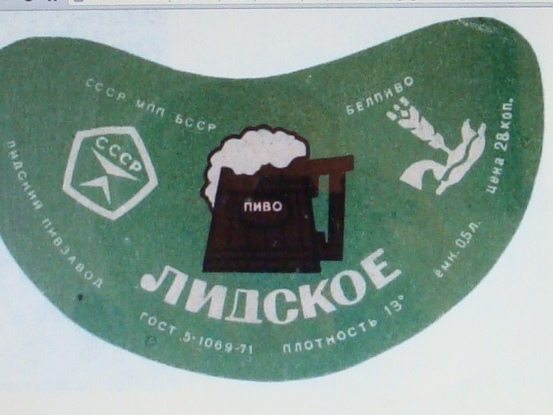 СССР МПП БССР
БЕЛПИВО
СССР
ЛИДСКИЙ ПИВЗАВОД
ПИВО
цена 28 коп.
ёмк. 0,5 л.
ЛИДСКОЕ
ГОСТ 5·1069-71 ПЛОТНОСТЬ 13°